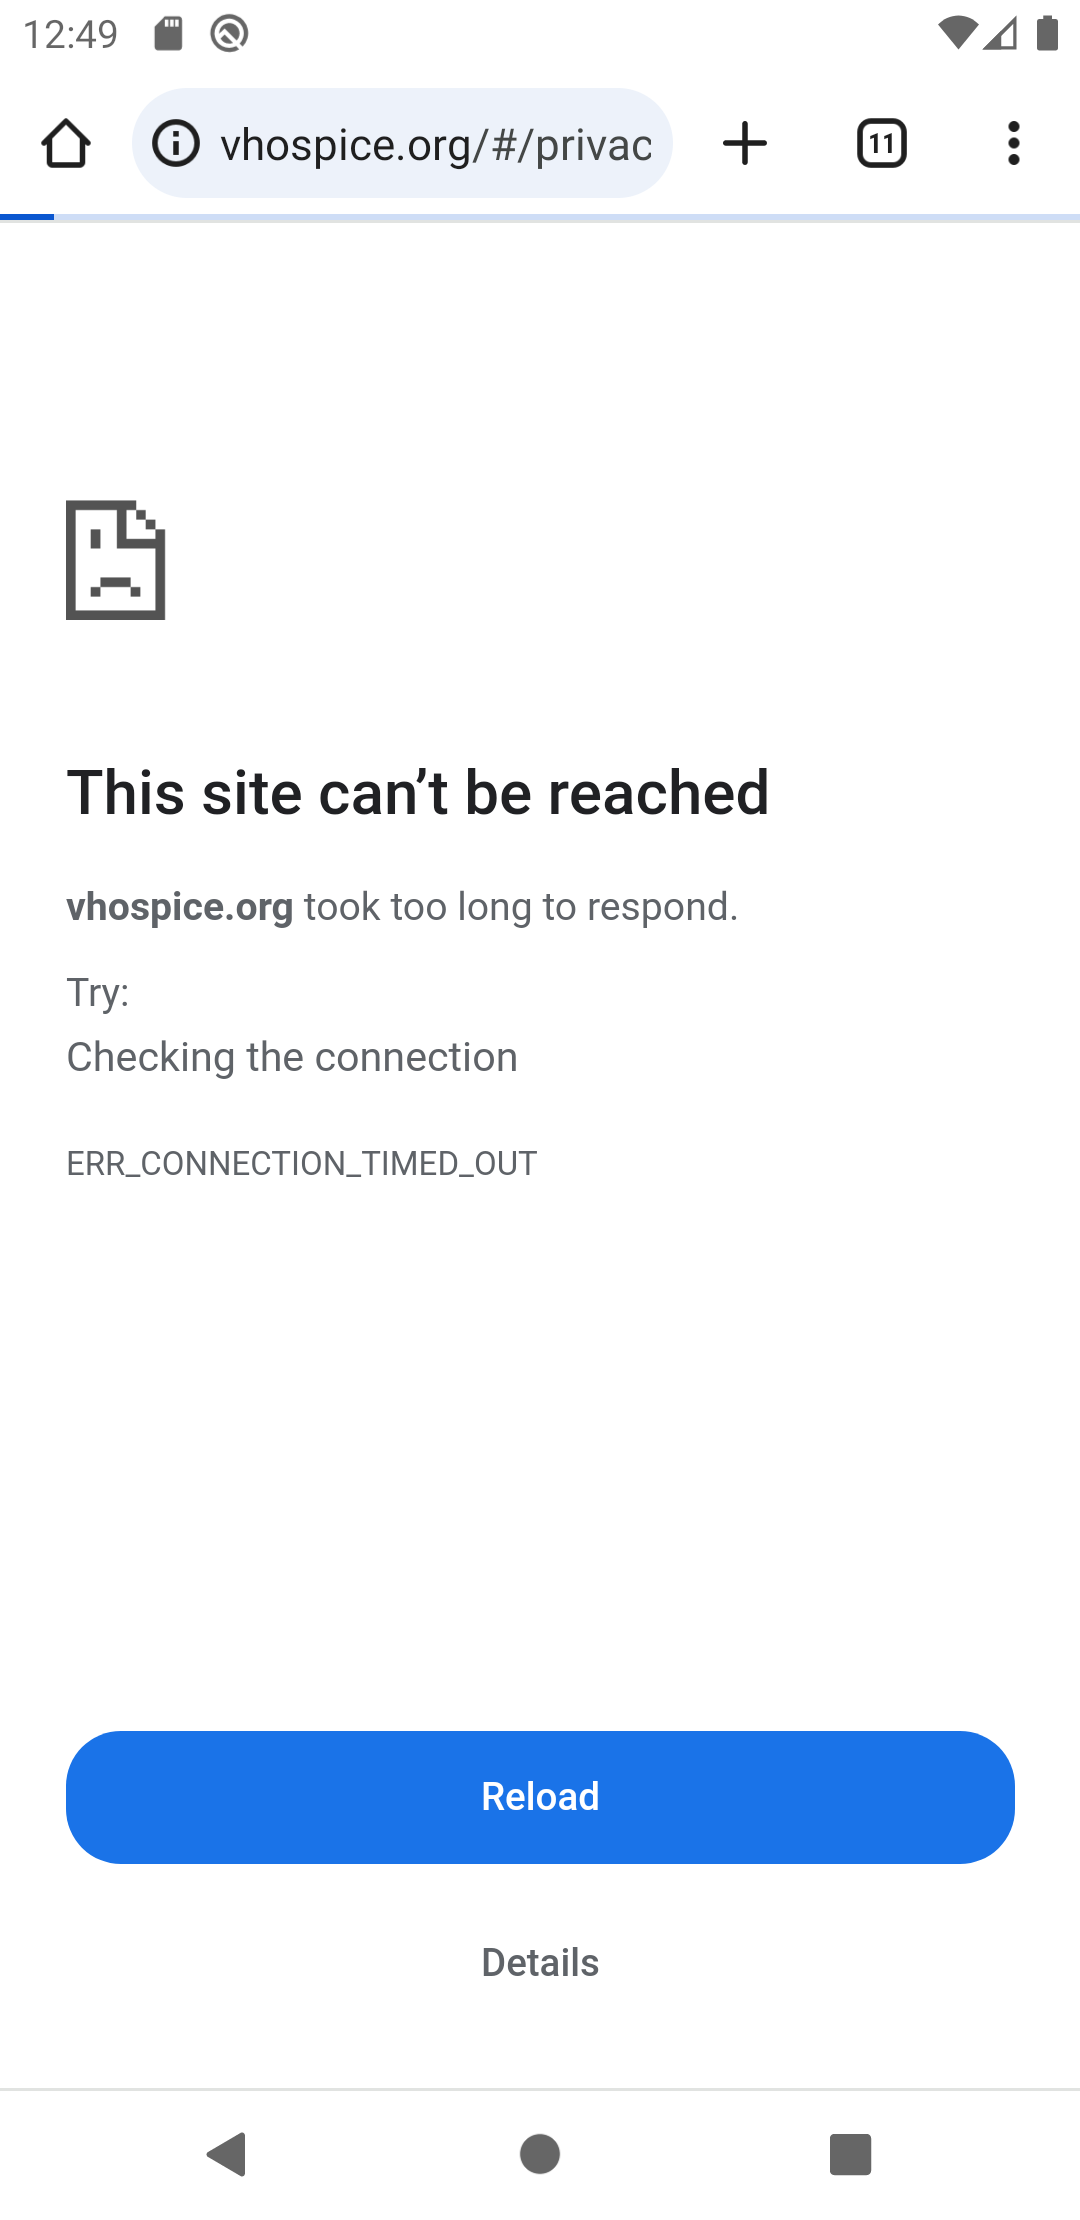 12:49
vhospice.org/#/privac
11
This site can’t be reached
vhospice.org took too long to respond.
Try:
Checking the connection
ERR_CONNECTION_TIMED_OUT
Reload
Details